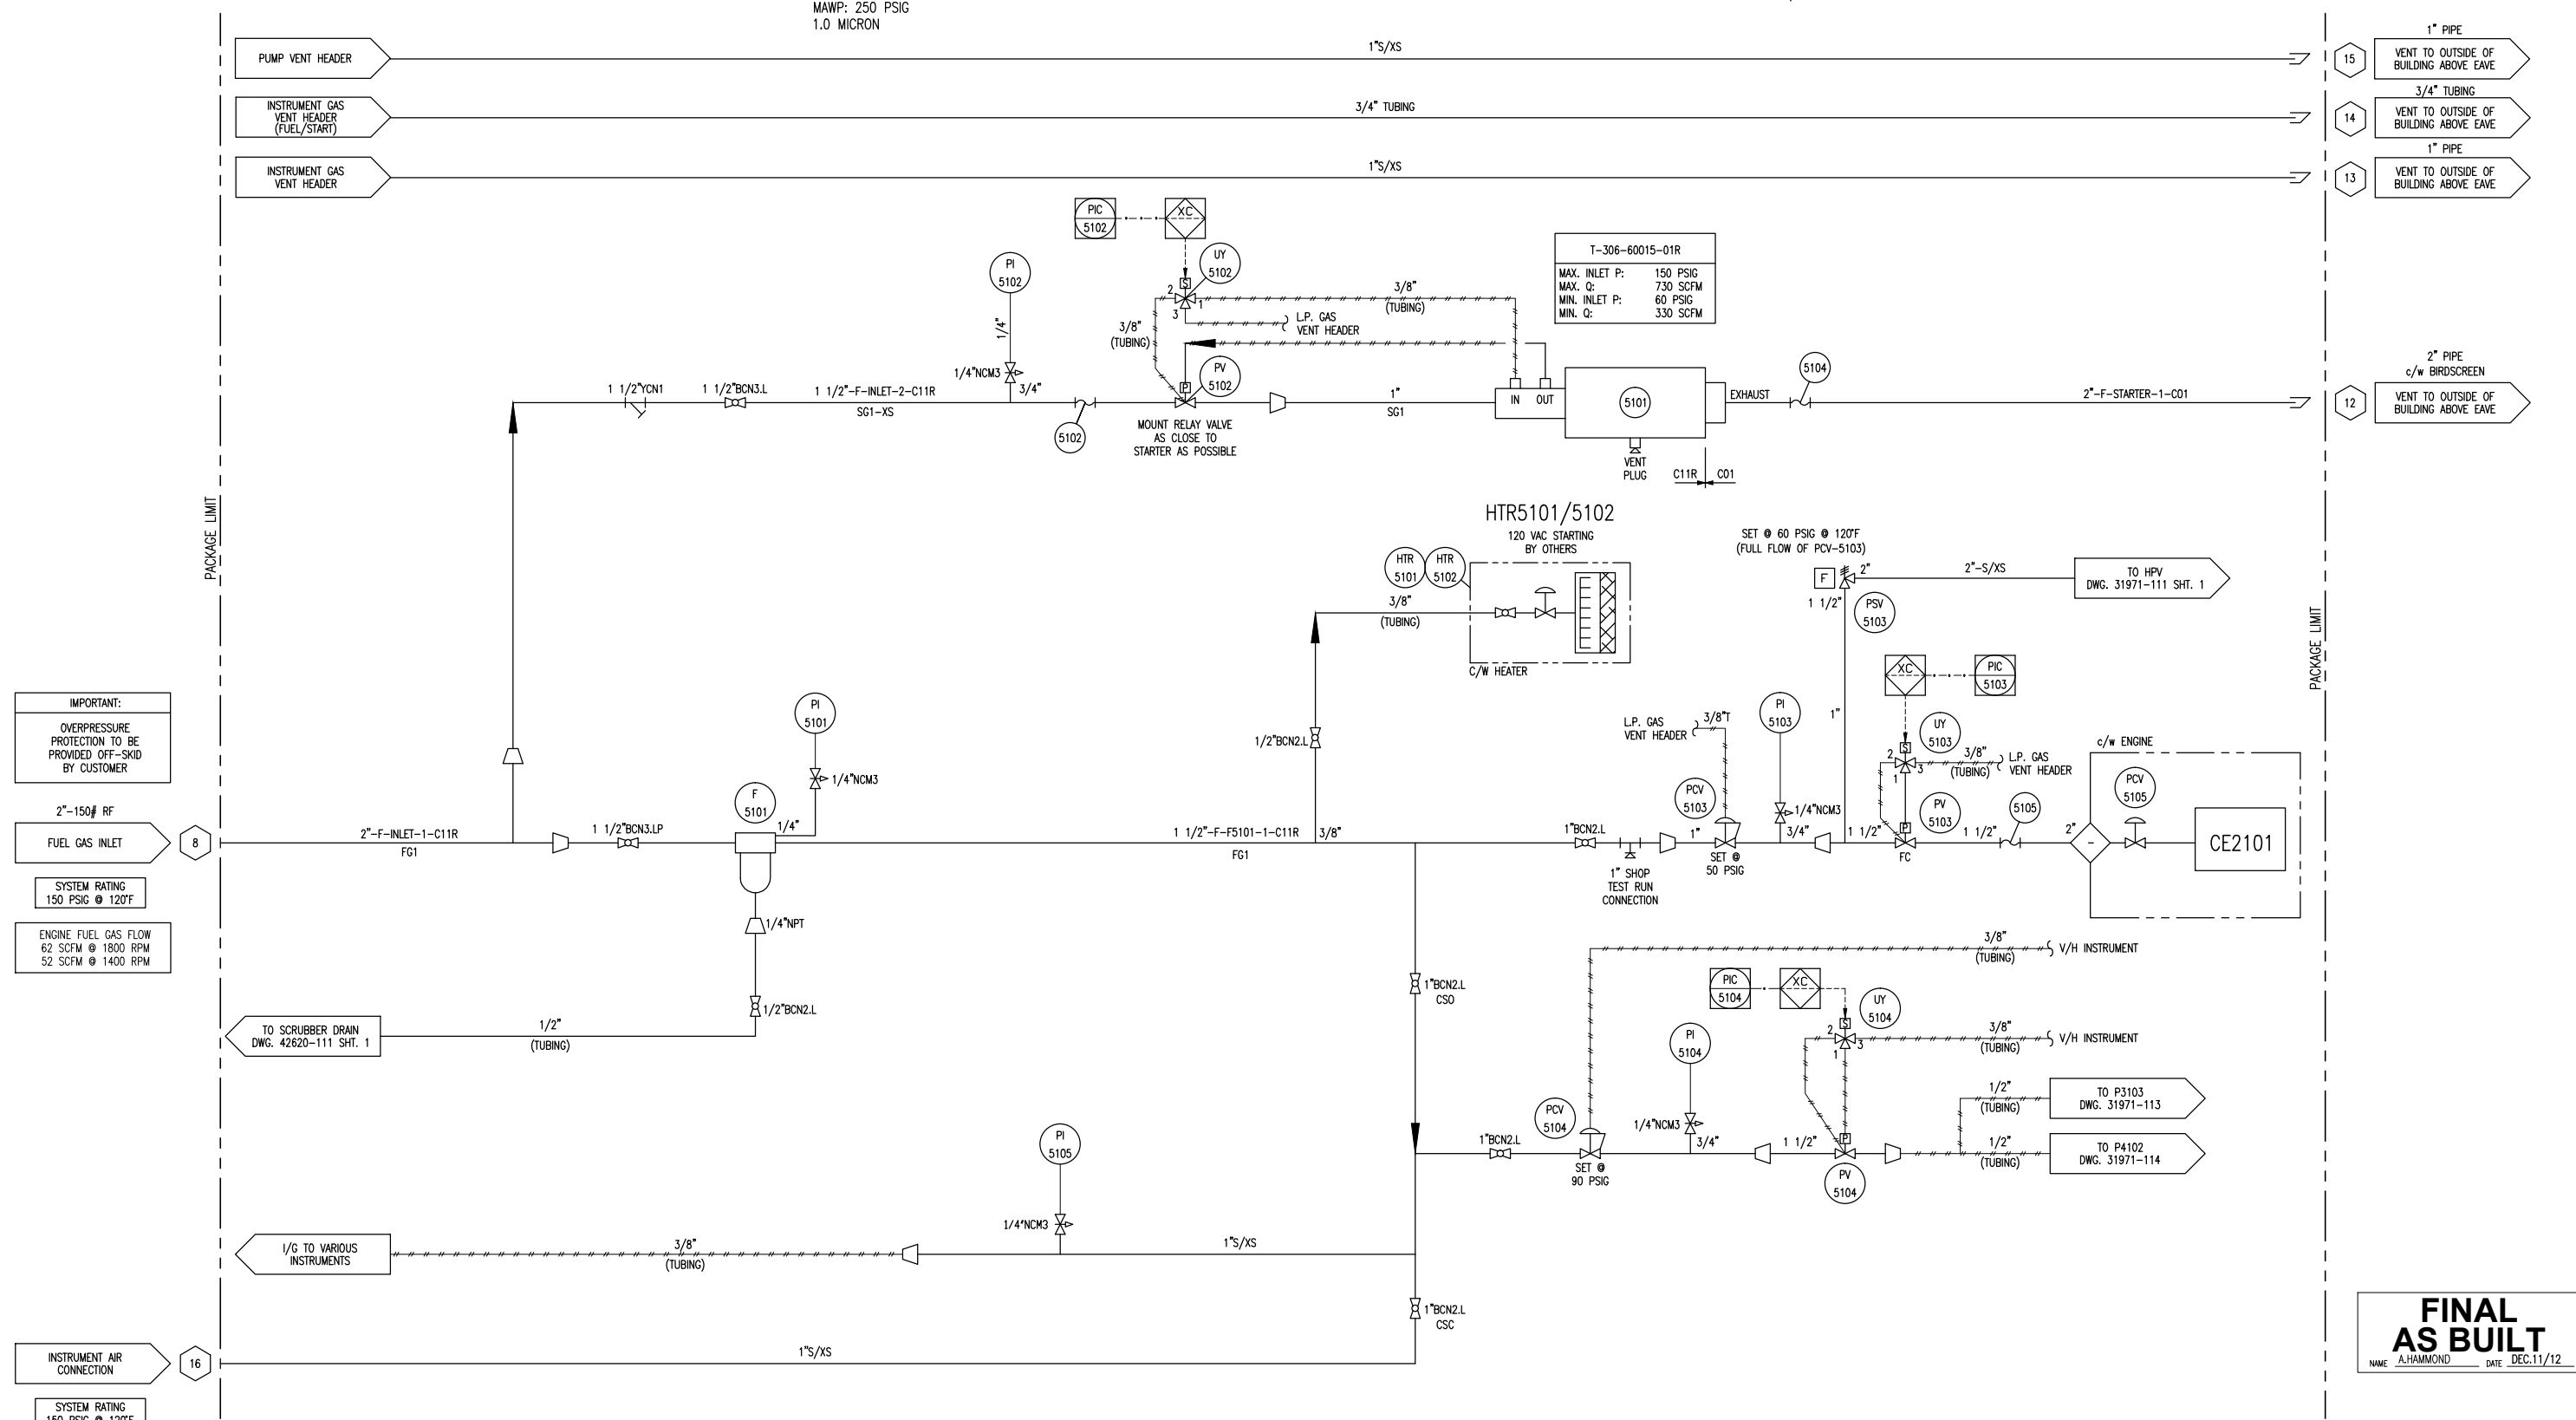 MAWP: 250 PSIG
1.0 MICRON
PUMP VENT HEADER
1"S/XS
15
1" PIPE
VENT TO OUTSIDE OF
BUILDING ABOVE EAVE
INSTRUMENT GAS
VENT HEADER
(FUEL/START)
3/4" TUBING
14
3/4" TUBING
VENT TO OUTSIDE OF
BUILDING ABOVE EAVE
INSTRUMENT GAS
VENT HEADER
1"S/XS
13
1" PIPE
VENT TO OUTSIDE OF
BUILDING ABOVE EAVE
PIC
5102
XC
UY
5102
PI
5102
1/4"
1/4"NCM3
3/4"
S
2
1
3
3/8"
(TUBING)
3/8"
(TUBING)
L.P. GAS
VENT HEADER
T-306-60015-01R
MAX. INLET P: 150 PSIG
MAX. Q: 730 SCFM
MIN. INLET P: 60 PSIG
MIN. Q: 330 SCFM
1 1/2"YCN1
1 1/2"BCN3.L
1 1/2"-F-INLET-2-C11R
SG1-XS
5102
P
PV
5102
MOUNT RELAY VALVE
AS CLOSE TO
STARTER AS POSSIBLE
1"
SG1
IN
OUT
5101
VENT
PLUG
EXHAUST
5104
C11R
C01
2"-F-STARTER-1-C01
12
2" PIPE
c/w BIRDSCREEN
VENT TO OUTSIDE OF
BUILDING ABOVE EAVE
PACKAGE LIMIT
PACKAGE LIMIT
HTR5101/5102
120 VAC STARTING
BY OTHERS
HTR
5101
HTR
5102
3/8"
(TUBING)
C/W HEATER
1/2"BCN2.L
SET @ 60 PSIG @ 120°F
(FULL FLOW OF PCV-5103)
F
2"
1 1/2"
PSV
5103
2"-S/XS
TO HPV
DWG. 31971-111 SHT. 1
1"
XC
PIC
5103
UY
5103
S
2
3
1
3/8"
(TUBING)
L.P. GAS
VENT HEADER
IMPORTANT:
OVERPRESSURE
PROTECTION TO BE
PROVIDED OFF-SKID
BY CUSTOMER
2"-150# RF
FUEL GAS INLET
8
SYSTEM RATING
150 PSIG @ 120°F
ENGINE FUEL GAS FLOW
62 SCFM @ 1800 RPM
52 SCFM @ 1400 RPM
2"-F-INLET-1-C11R
FG1
1 1/2"BCN3.LP
F
5101
PI
5101
1/4"NCM3
1/4"
1 1/2"-F-F5101-1-C11R
FG1
3/8"
1"BCN2.L
1" SHOP
TEST RUN
CONNECTION
1"
L.P. GAS
VENT HEADER
3/8"T
PCV
5103
SET @
50 PSIG
PI
5103
1/4"NCM3
3/4"
1 1/2"
P
PV
5103
FC
1 1/2"
5105
2"
-
c/w ENGINE
PCV
5105
CE2101
1/4"NPT
1/2"BCN2.L
TO SCRUBBER DRAIN
DWG. 42620-111 SHT. 1
1/2"
(TUBING)
1"BCN2.L
CSO
3/8"
(TUBING)
V/H INSTRUMENT
PIC
5104
XC
UY
5104
S
2
3
1
3/8"
(TUBING)
V/H INSTRUMENT
PI
5104
1/4"NCM3
3/4"
PCV
5104
1"BCN2.L
SET @
90 PSIG
1 1/2"
P
PV
5104
1/2"
(TUBING)
TO P3103
DWG. 31971-113
1/2"
(TUBING)
TO P4102
DWG. 31971-114
PI
5105
1/4"NCM3
I/G TO VARIOUS
INSTRUMENTS
3/8"
(TUBING)
1"S/XS
1"BCN2.L
CSC
INSTRUMENT AIR
CONNECTION
16
1"S/XS
SYSTEM RATING
150 PSIG @ 120°F
FINAL
AS BUILT
NAME A.HAMMOND DATE DEC.11/12